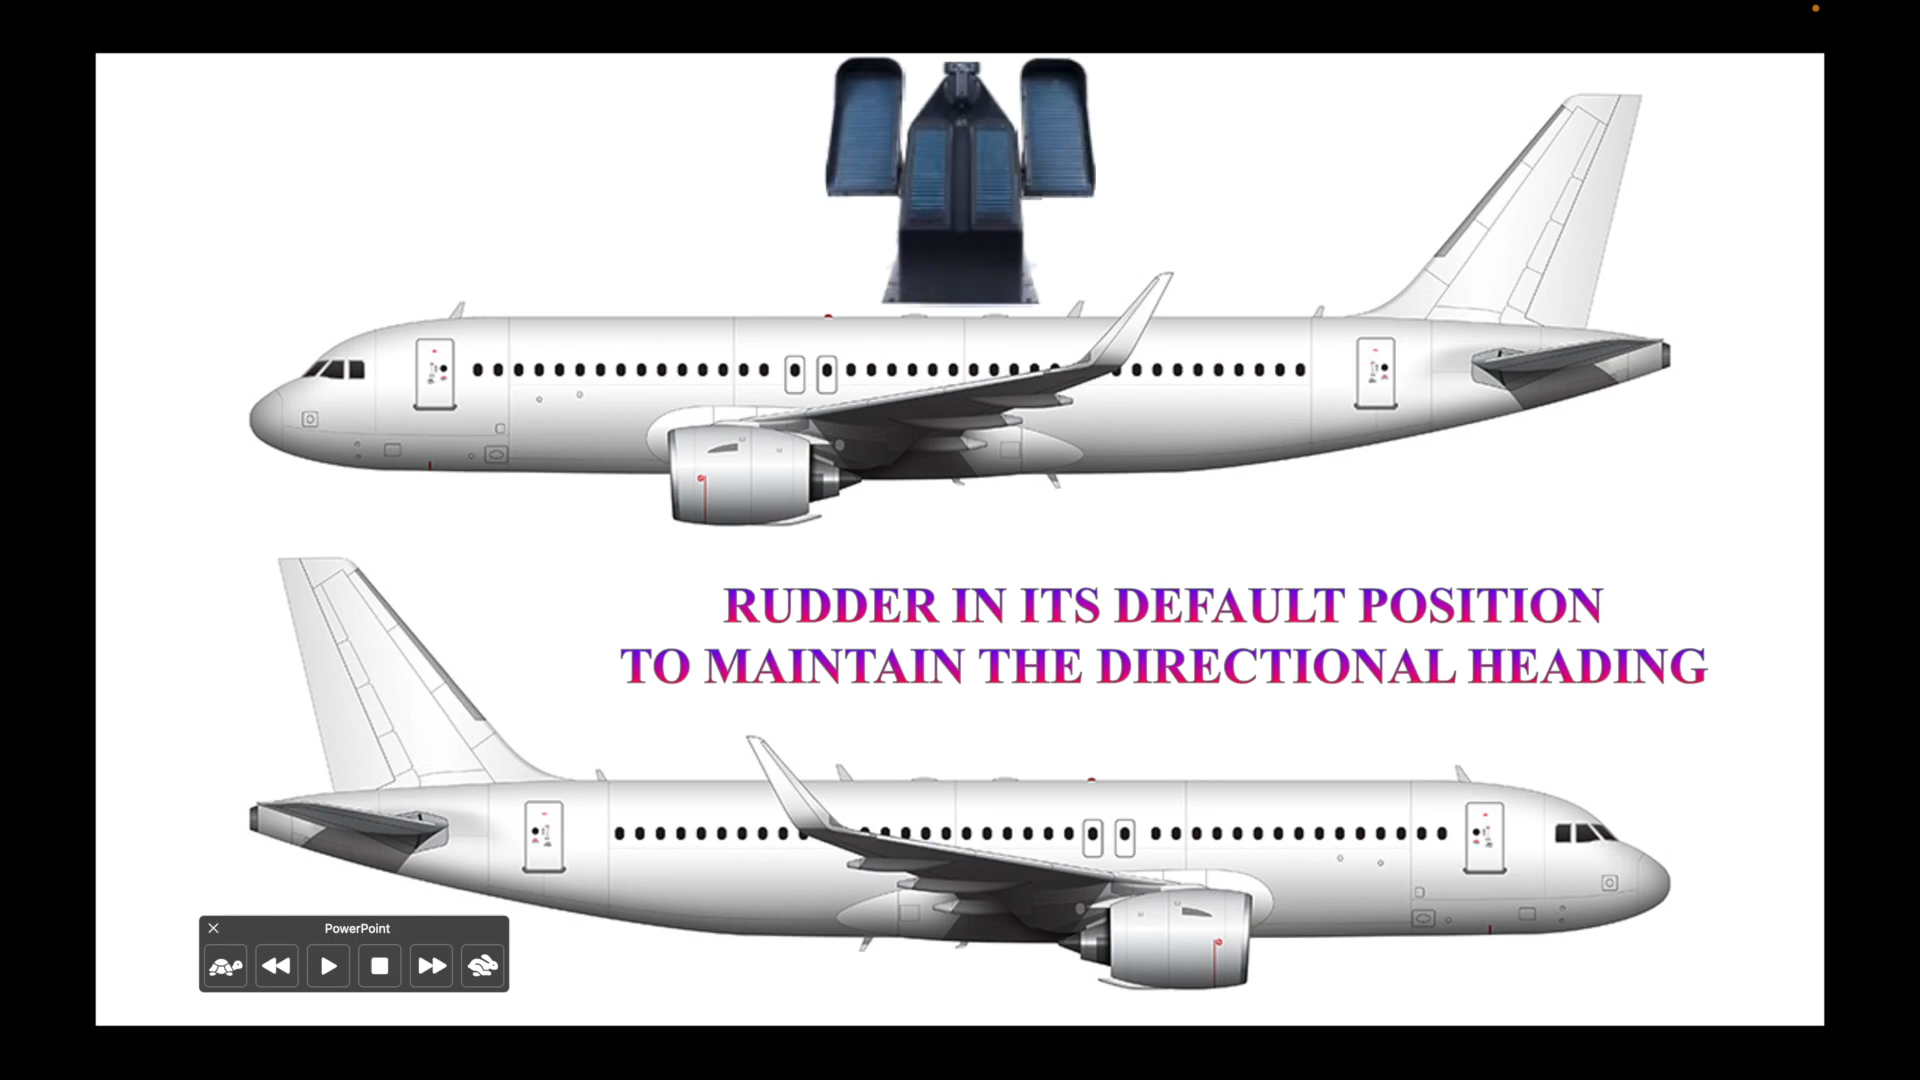 RUDDER IN ITS DEFAULT POSITION
TO MAINTAIN THE DIRECTIONAL HEADING
PowerPoint